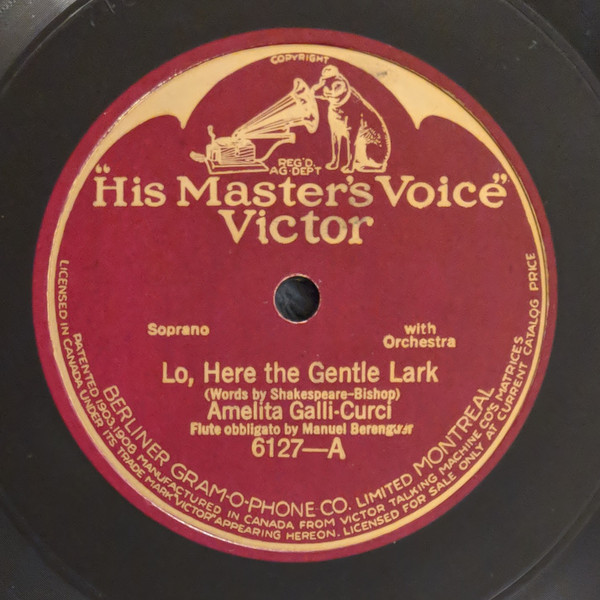 COPYRIGHT
REG'D.
AG. DEPT
"His Master's Voice"
Victor
Soprano
with
Orchestra
Lo, Here the Gentle Lark
(Words by Shakespeare-Bishop)
Amelita Galli-Curci
Flute obbligato by Manuel Berenguer
6127—A
BERLINER GRAM-O-PHONE CO. LIMITED MONTREAL
PATENTED 1903, 1908 MANUFACTURED IN CANADA FROM VICTOR TALKING MACHINE CO'S MATRICES
LICENSED IN CANADA UNDER ITS TRADE MARK "VICTOR" APPEARING HEREON. LICENSED FOR SALE ONLY AT CURRENT CATALOG PRICE